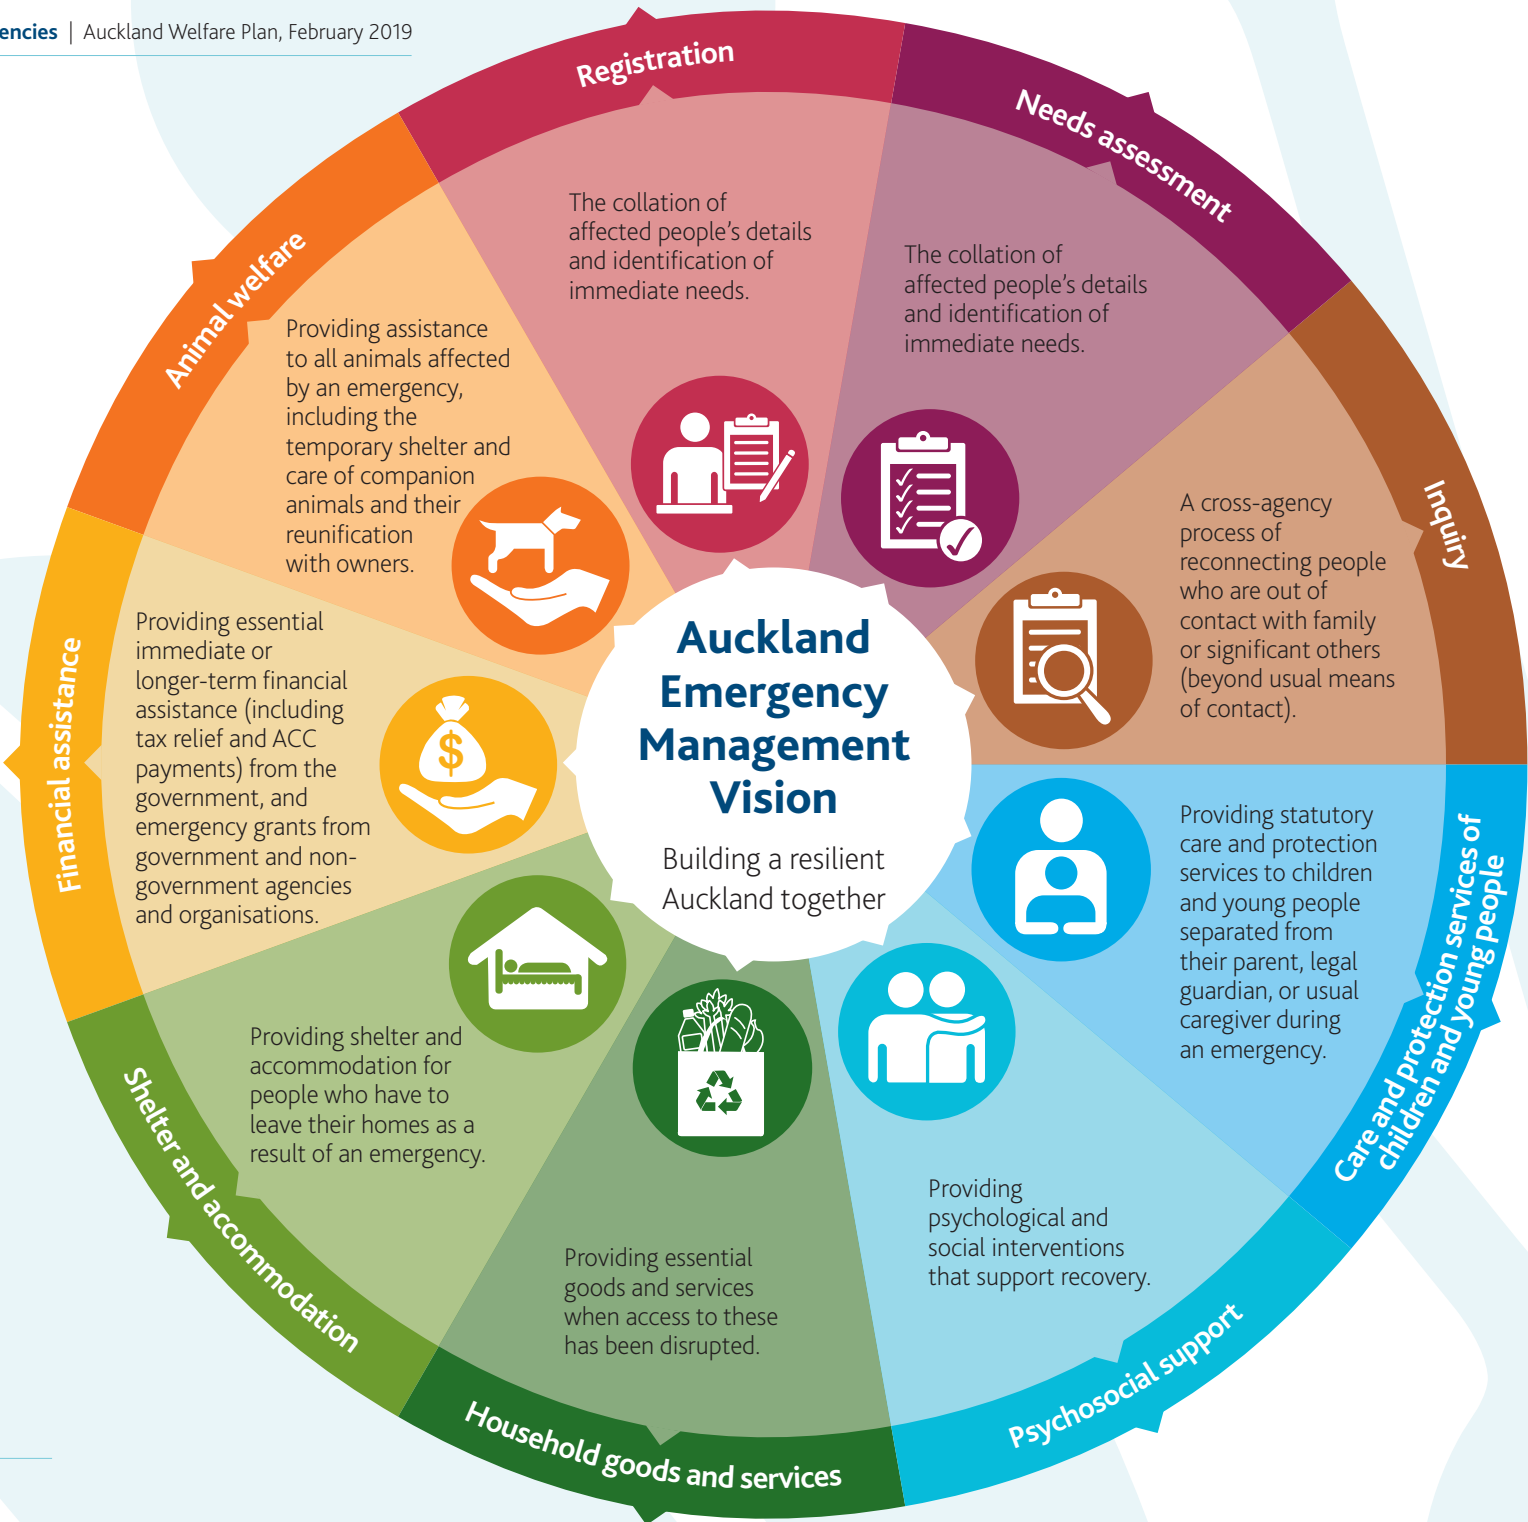 encies | Auckland Welfare Plan, February 2019
Registration
The collation of
affected people's details
and identification of
immediate needs.
Needs assessment
The collation of
affected people's details
and identification of
immediate needs.
Inquiry
A cross-agency
process of
reconnecting people
who are out of
contact with family
or significant others
(beyond usual means
of contact).
Care and protection services of
children and young people
Providing statutory
care and protection
services to children
and young people
separated from
their parent, legal
guardian, or usual
caregiver during
an emergency.
Psychosocial support
Providing
psychological and
social interventions
that support recovery.
Household goods and services
Providing essential
goods and services
when access to these
has been disrupted.
Shelter and accommodation
Providing shelter and
accommodation for
people who have to
leave their homes as a
result of an emergency.
Financial assistance
Providing essential
immediate or
longer-term financial
assistance (including
tax relief and ACC
payments) from the
government, and
emergency grants from
government and non-
government agencies
and organisations.
$
Animal welfare
Providing assistance
to all animals affected
by an emergency,
including the
temporary shelter and
care of companion
animals and their
reunification
with owners.
Auckland
Emergency
Management
Vision
Building a resilient
Auckland together